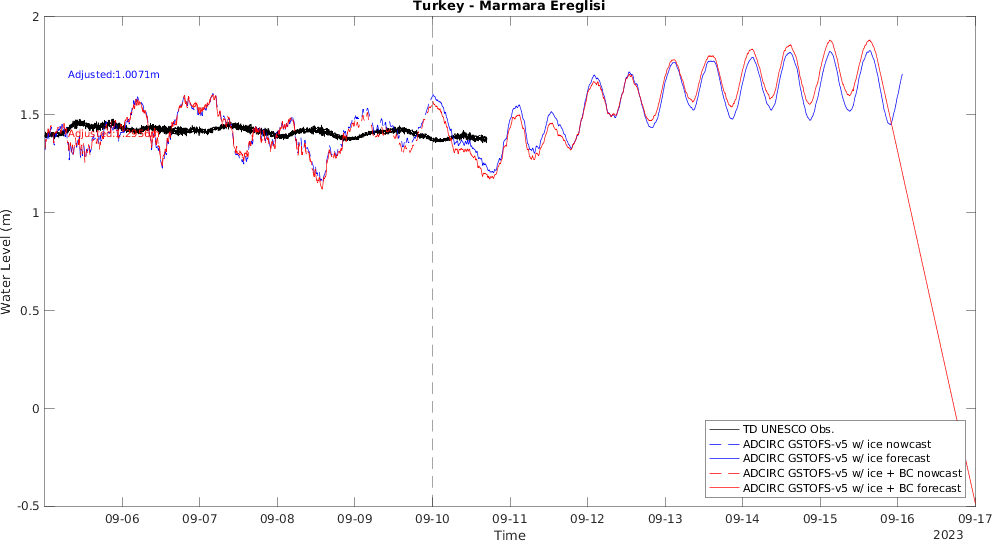 Turkey - Marmara Ereglisi
2
Adjusted:1.0071m
1.5
1
0.5
0
-0.5
Water Level (m)
TD UNESCO Obs.
ADCIRC GSTOFS-v5 w/ ice nowcast
ADCIRC GSTOFS-v5 w/ ice forecast
ADCIRC GSTOFS-v5 w/ ice + BC nowcast
ADCIRC GSTOFS-v5 w/ ice + BC forecast
09-06 09-07 09-08 09-09 09-10 09-11 09-12 09-13 09-14 09-15 09-16 09-17
Time
2023